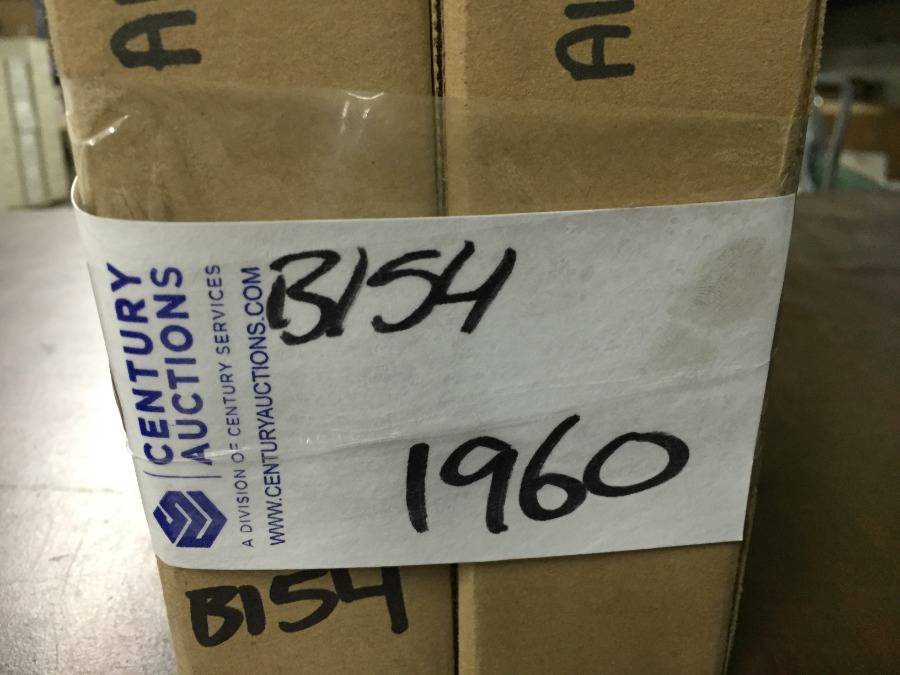 B154
1960
CENTURY
AUCTIONS
A DIVISION OF CENTURY SERVICES
WWW.CENTURYAUCTIONS.COM
B154